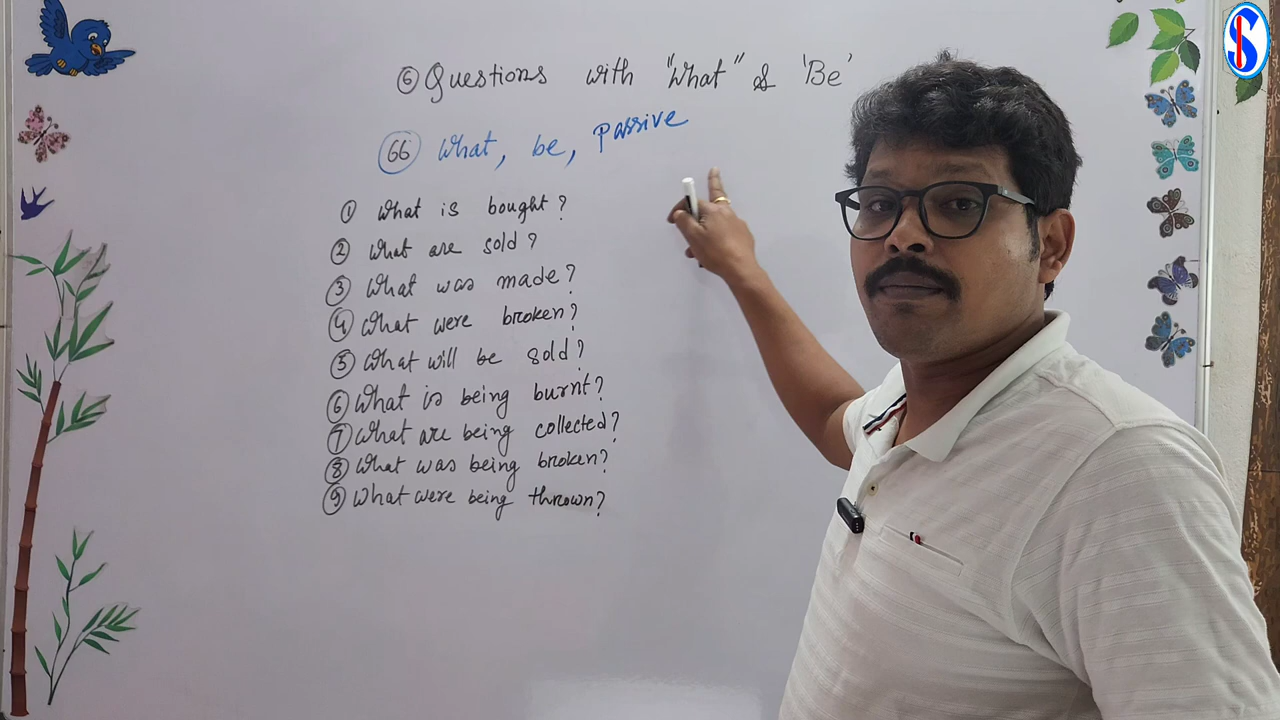 ⑥ Questions with "What" & 'Be'
66 What, be, passive
① What is bought?
② What are sold?
③ What was made?
④ What were broken?
⑤ What will be sold?
⑥ What is being burnt?
⑦ What are being collected?
⑧ What was being broken?
⑨ What were being thrown?
S